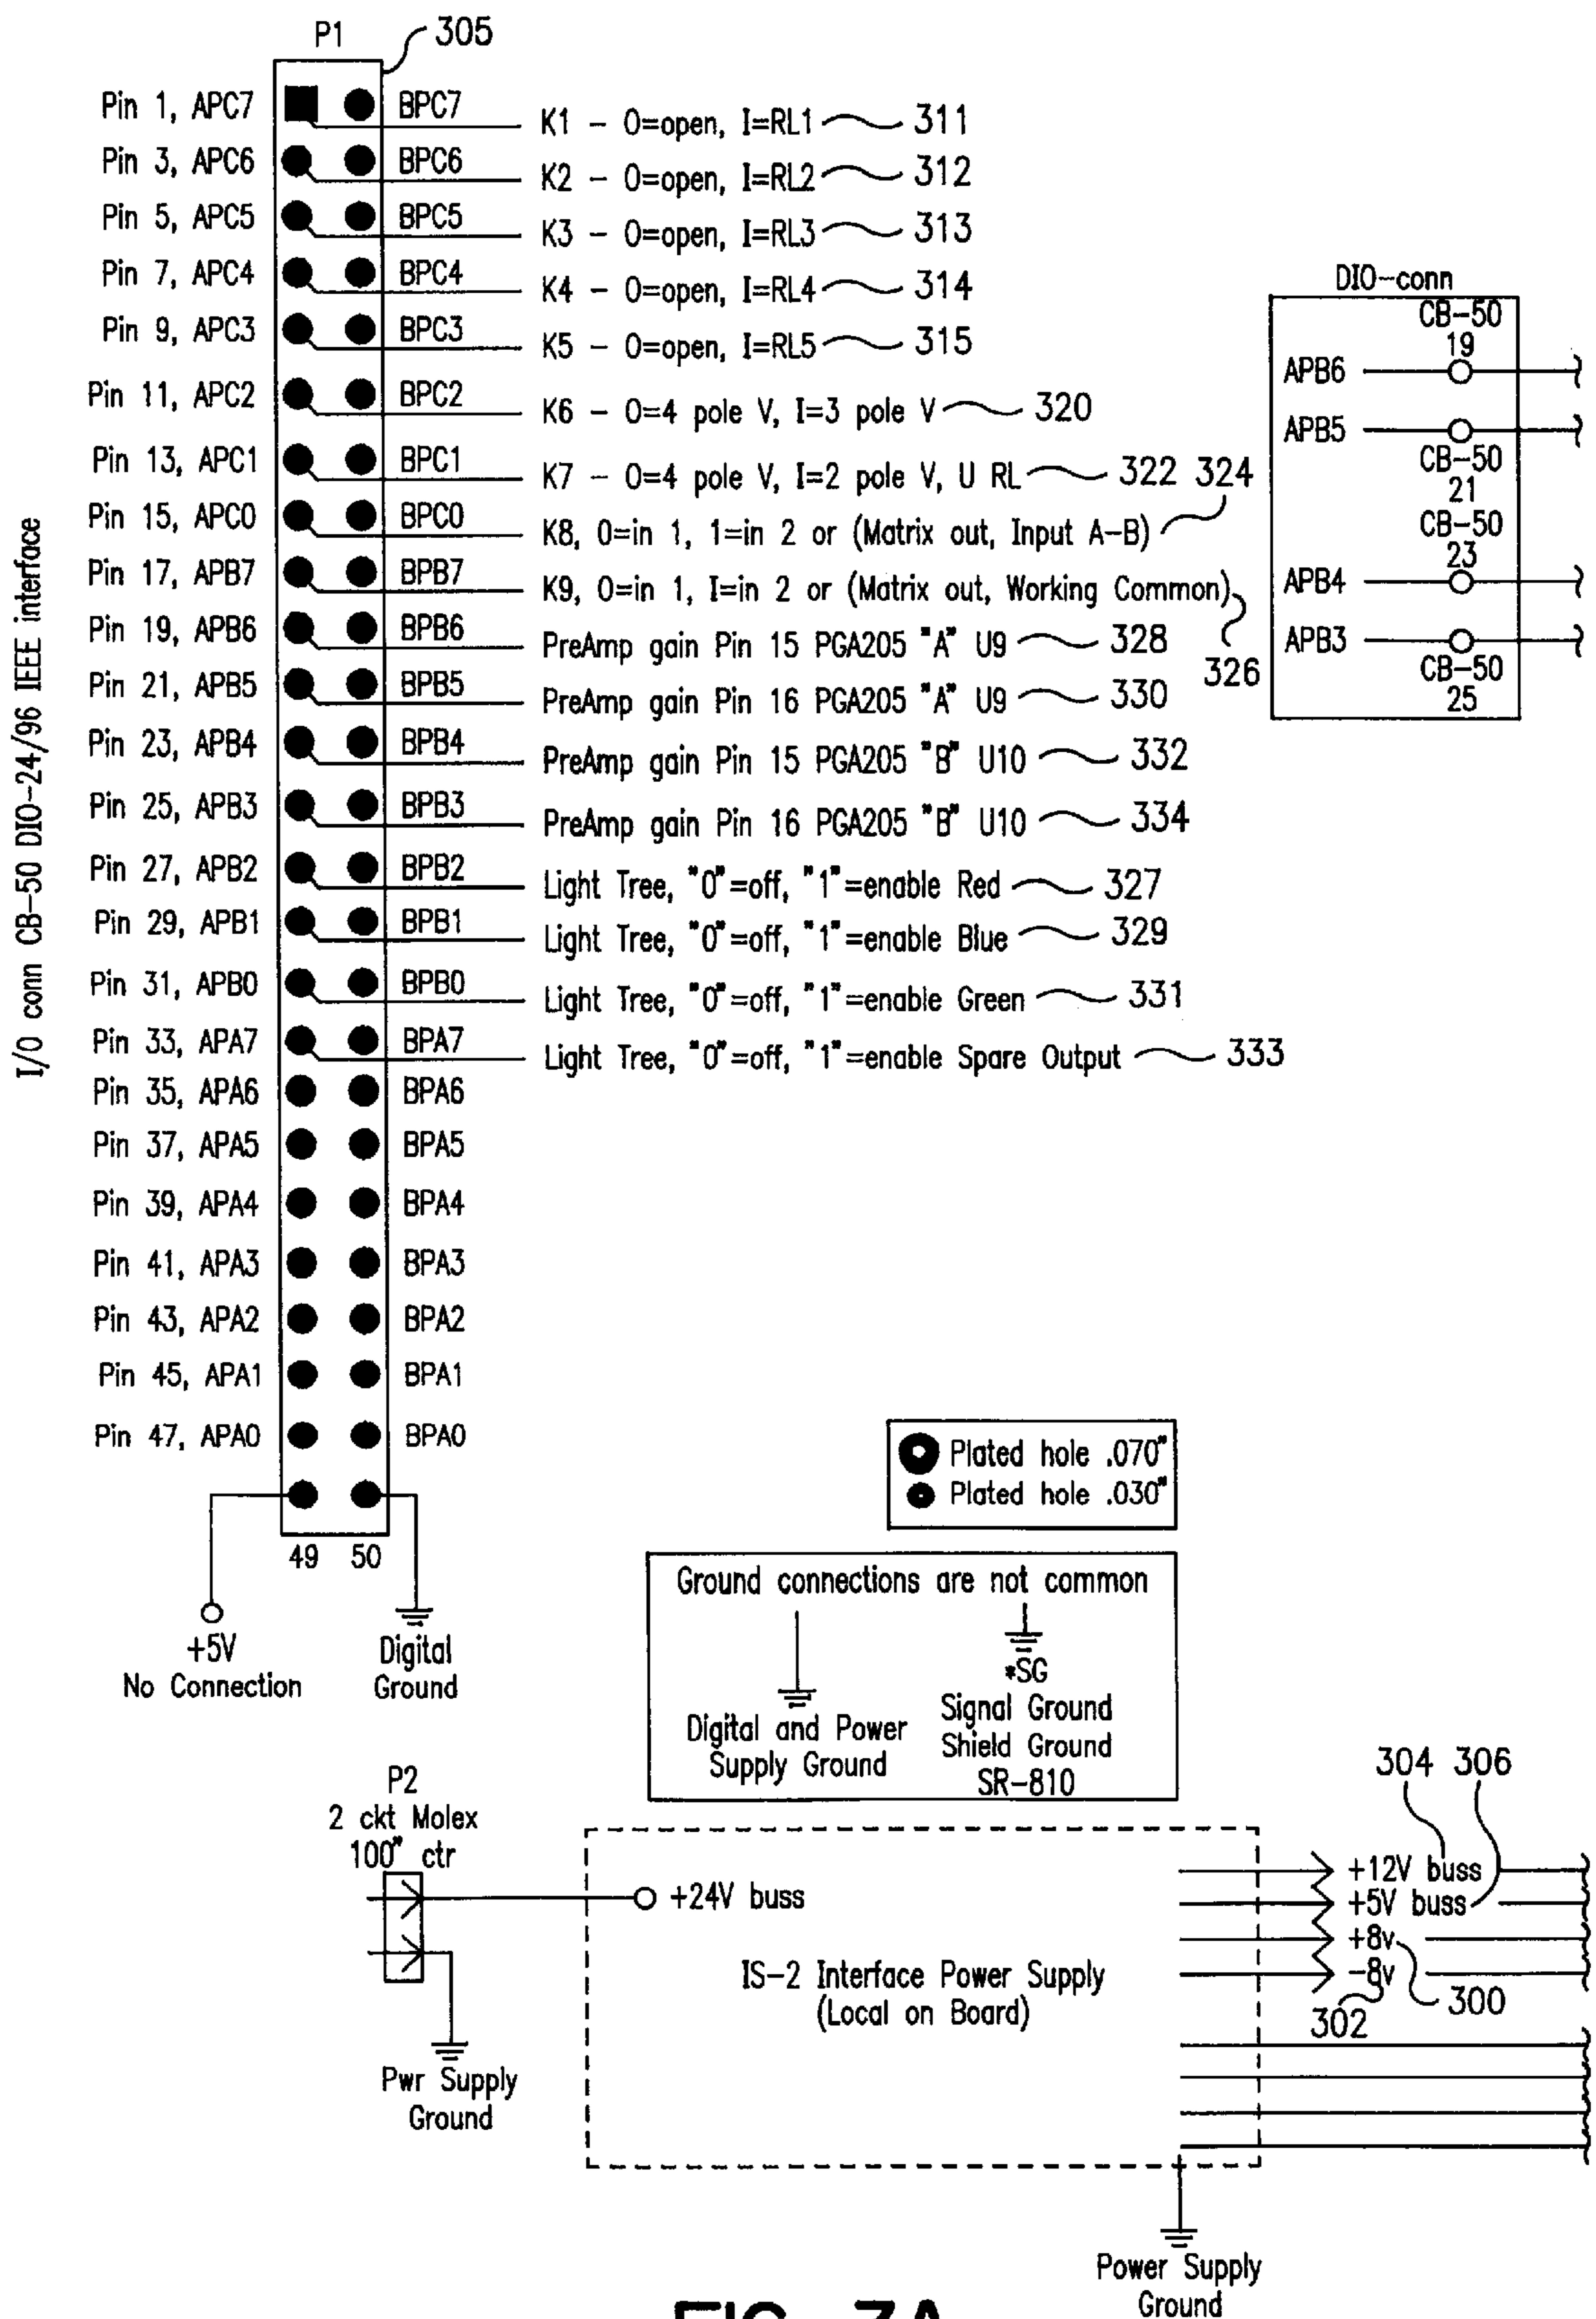 P1 305
Pin 1, APC7 BPC7
K1 - 0=open, I=RL1 311
Pin 3, APC6 BPC6
K2 - 0=open, I=RL2 312
Pin 5, APC5 BPC5
K3 - 0=open, I=RL3 313
Pin 7, APC4 BPC4
K4 - 0=open, I=RL4 314
Pin 9, APC3 BPC3
K5 - 0=open, I=RL5 315
Pin 11, APC2 BPC2
K6 - 0=4 pole V, I=3 pole V 320
Pin 13, APC1 BPC1
K7 - 0=4 pole V, I=2 pole V, U RL 322 324
Pin 15, APC0 BPC0
K8, 0=in 1, 1=in 2 or (Matrix out, Input A-B)
Pin 17, APB7 BPB7
K9, 0=in 1, I=in 2 or (Matrix out, Working Common)
326
Pin 19, APB6 BPB6
PreAmp gain Pin 15 PGA205 "A" U9 328
Pin 21, APB5 BPB5
PreAmp gain Pin 16 PGA205 "A" U9 330
Pin 23, APB4 BPB4
PreAmp gain Pin 15 PGA205 "B" U10 332
Pin 25, APB3 BPB3
PreAmp gain Pin 16 PGA205 "B" U10 334
Pin 27, APB2 BPB2
Light Tree, "0"=off, "1"=enable Red 327
Pin 29, APB1 BPB1
Light Tree, "0"=off, "1"=enable Blue 329
Pin 31, APB0 BPB0
Light Tree, "0"=off, "1"=enable Green 331
Pin 33, APA7 BPA7
Light Tree, "0"=off, "1"=enable Spare Output 333
Pin 35, APA6 BPA6
Pin 37, APA5 BPA5
Pin 39, APA4 BPA4
Pin 41, APA3 BPA3
Pin 43, APA2 BPA2
Pin 45, APA1 BPA1
Pin 47, APA0 BPA0
49 50
+5V
No Connection
Digital
Ground
I/O conn CB-50 DIO-24/96 IEEE interface
DIO-conn
CB-50
19
APB6
APB5
CB-50
21
CB-50
23
APB4
APB3
CB-50
25
Plated hole .070"
Plated hole .030"
Ground connections are not common
Digital and Power
Supply Ground
*SG
Signal Ground
Shield Ground
SR-810
P2
2 ckt Molex
100" ctr
Pwr Supply
Ground
+24V buss
IS-2 Interface Power Supply
(Local on Board)
304 306
+12V buss
+5V buss
+8v
-8v
302 300
Power Supply
Ground
FIG. 3A